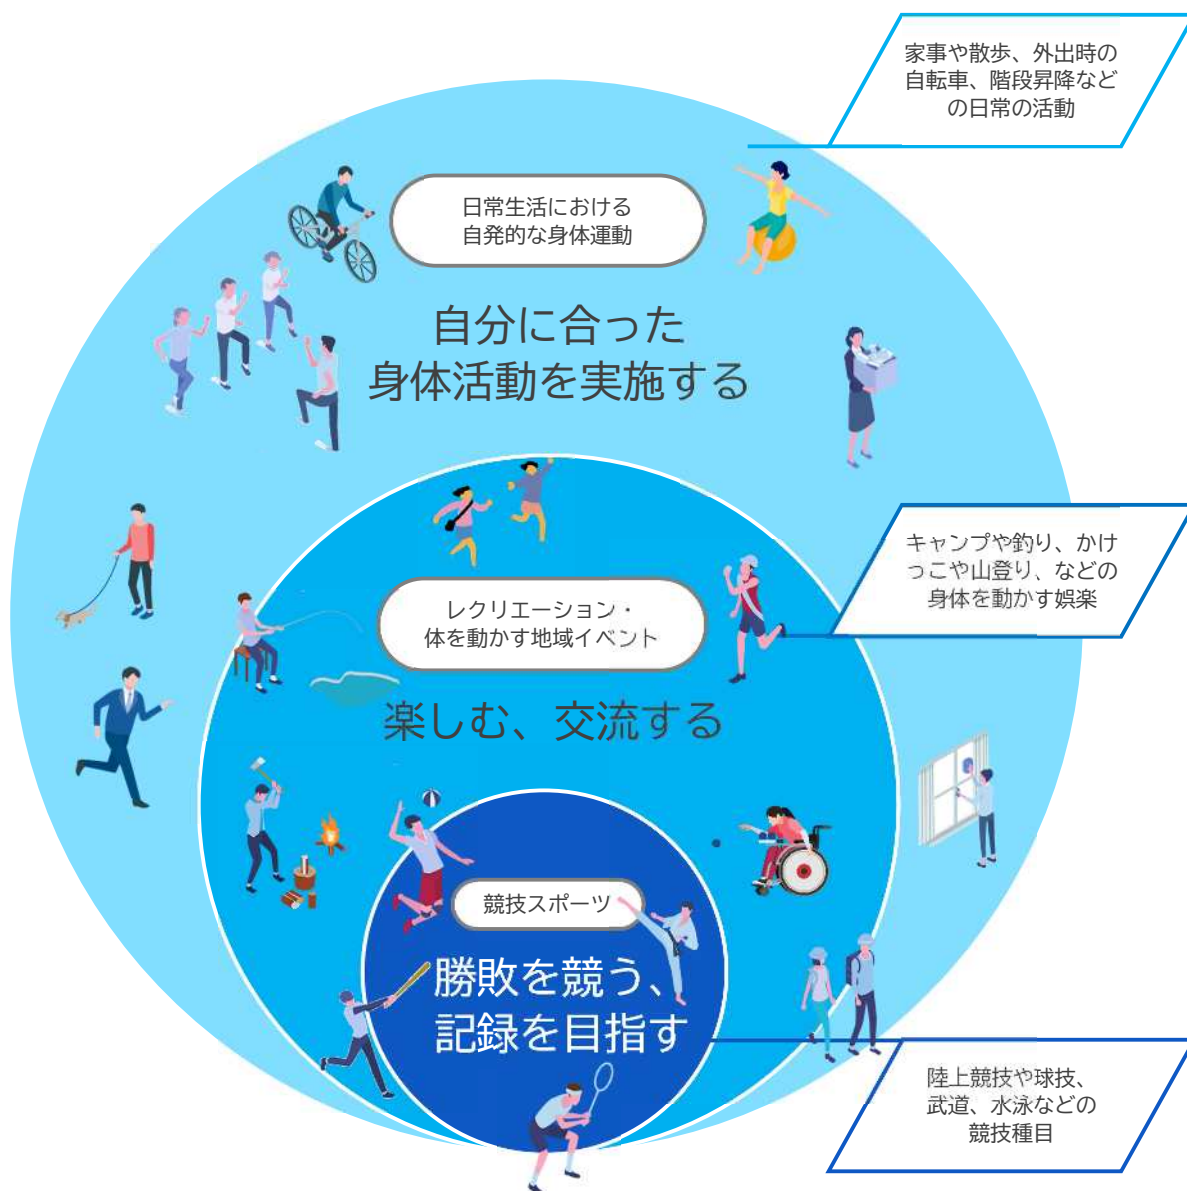 家事や散歩、外出時の
自転車、階段昇降など
の日常の活動
日常生活における
自発的な身体運動
自分に合った
身体活動を実施する
キャンプや釣り、かけ
っこや山登り、などの
身体を動かす娯楽
レクリエーション・
体を動かす地域イベント
楽しむ、交流する
競技スポーツ
勝敗を競う、
記録を目指す
陸上競技や球技、
武道、水泳などの
競技種目